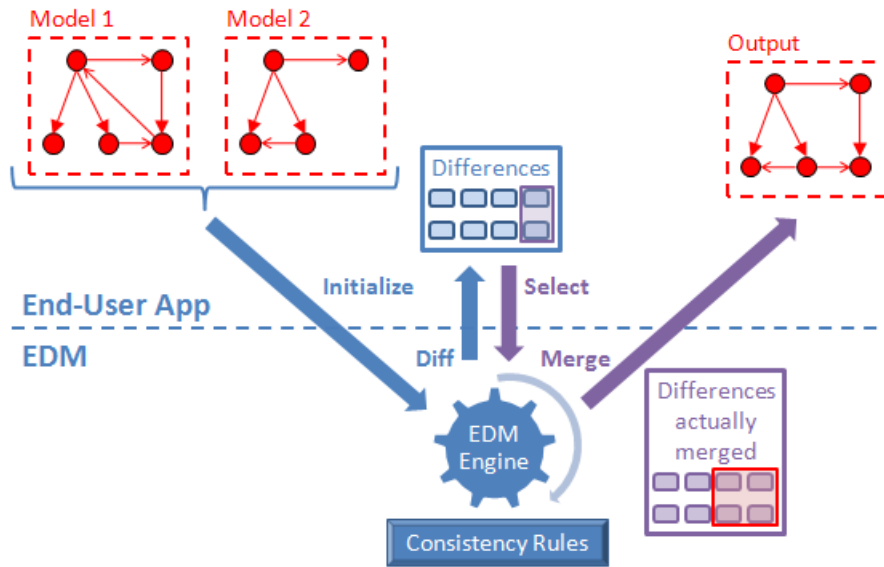 Model 1
Model 2
Output
Differences
Initialize
Select
End-User App
EDM
Diff
Merge
Differences
actually
merged
EDM
Engine
Consistency Rules